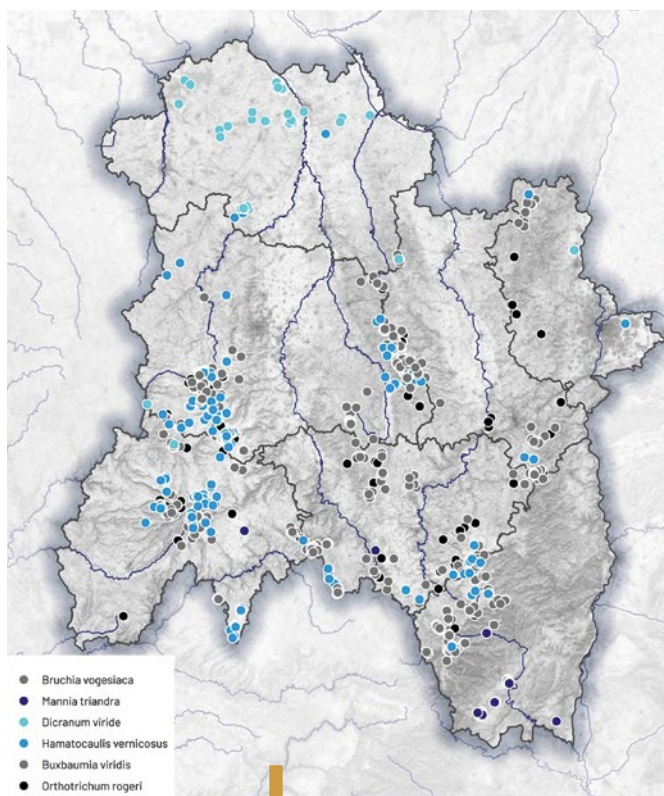 Bruchia vogesiaca
Mannia triandra
Dicranum viride
Hamatocaulis vernicosus
Buxbaumia viridis
Orthotrichum rogeri